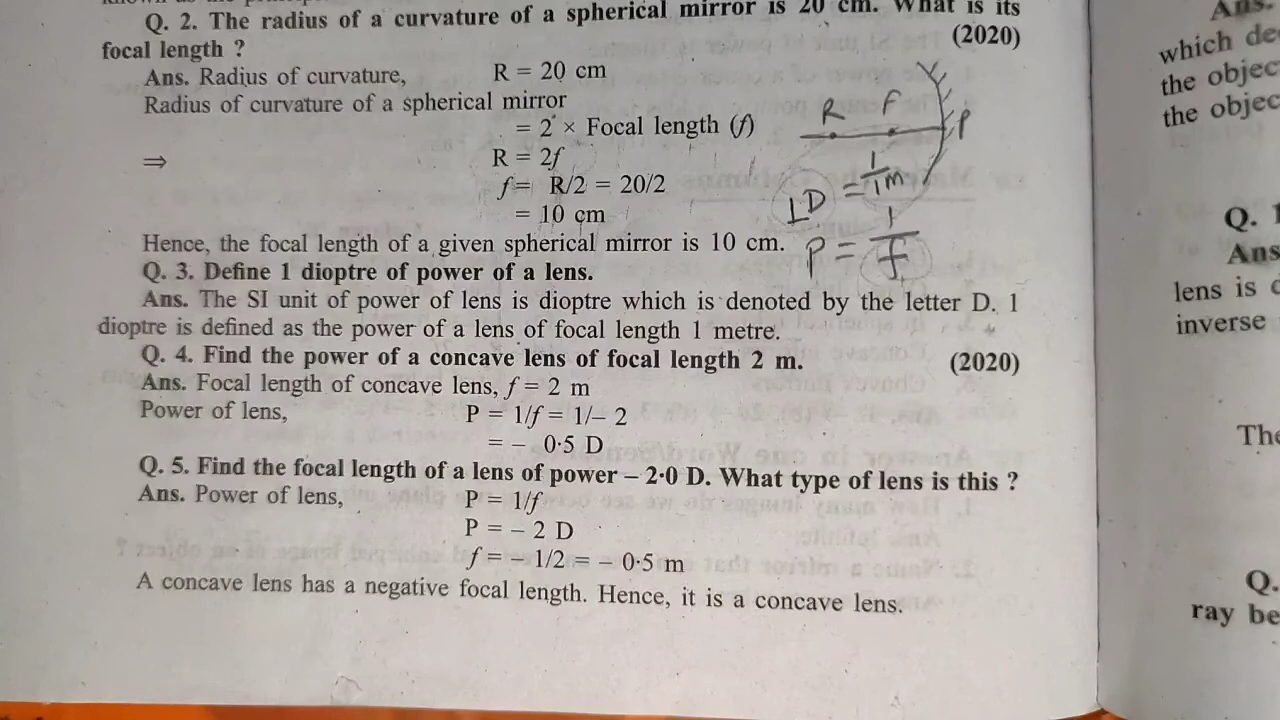 Q. 2. The radius of a curvature of a spherical mirror is 20 cm. What is its
focal length ? (2020)
Ans. Radius of curvature, R = 20 cm
Radius of curvature of a spherical mirror
= 2 × Focal length (f)
⇒ R = 2f
f = R/2 = 20/2
= 10 cm
Hence, the focal length of a given spherical mirror is 10 cm.
Q. 3. Define 1 dioptre of power of a lens.
Ans. The SI unit of power of lens is dioptre which is denoted by the letter D. 1
dioptre is defined as the power of a lens of focal length 1 metre.
Q. 4. Find the power of a concave lens of focal length 2 m. (2020)
Ans. Focal length of concave lens, f = 2 m
Power of lens, P = 1/f = 1/– 2
= – 0·5 D
Q. 5. Find the focal length of a lens of power – 2·0 D. What type of lens is this ?
Ans. Power of lens, P = 1/f
P = – 2 D
f = – 1/2 = – 0·5 m
A concave lens has a negative focal length. Hence, it is a concave lens.
R F P
1D = 1/1m
P = 1/f
Ans.
which
the
the
Q.
Ans
lens is
inverse
Q.
ray